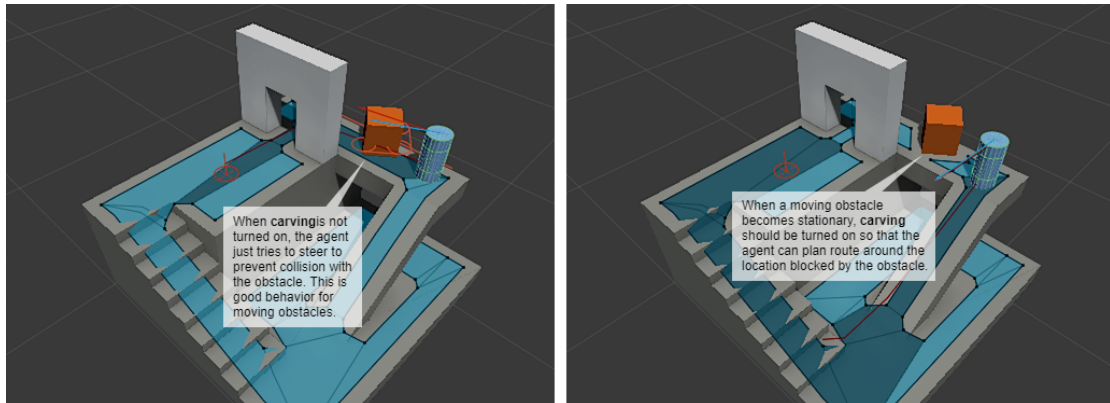 When carvingis not
turned on, the agent
just tries to steer to
prevent collision with
the obstacle. This is
good behavior for
moving obstacles.
When a moving obstacle
becomes stationary, carving
should be turned on so that the
agent can plan route around the
location blocked by the obstacle.